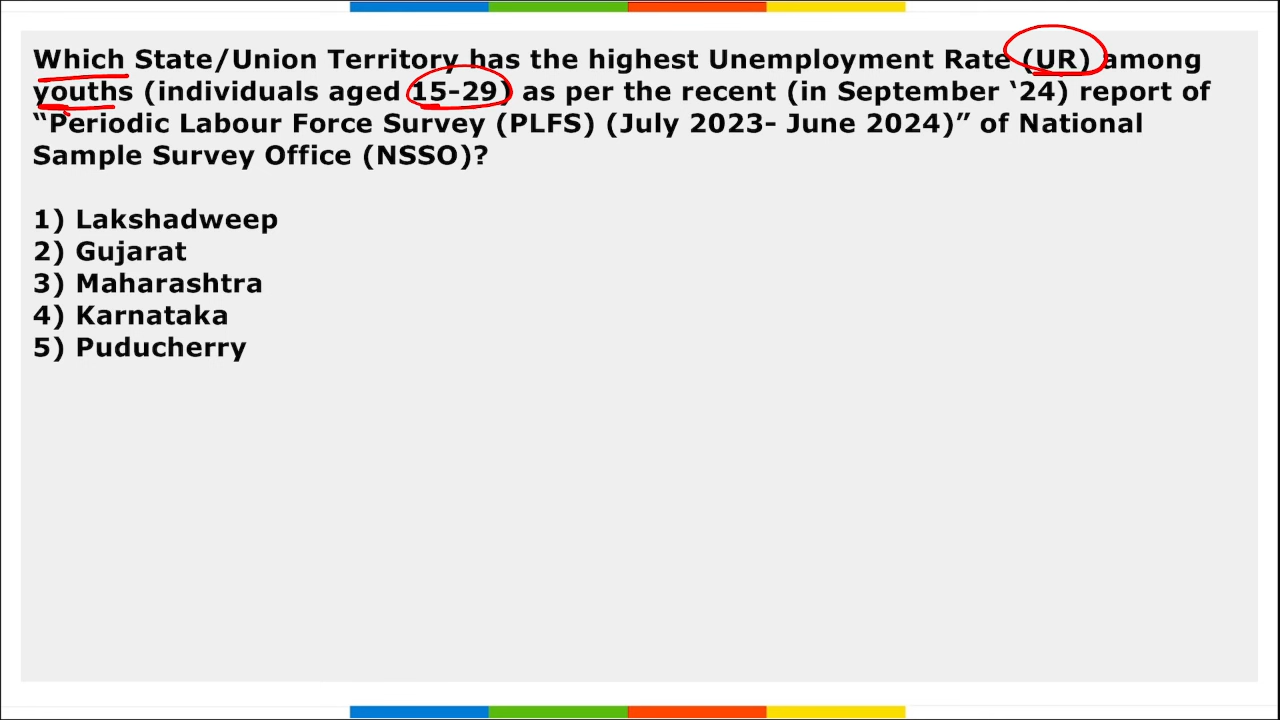 Which State/Union Territory has the highest Unemployment Rate (UR) among
youths (individuals aged 15-29) as per the recent (in September ‘24) report of
“Periodic Labour Force Survey (PLFS) (July 2023- June 2024)” of National
Sample Survey Office (NSSO)?
1) Lakshadweep
2) Gujarat
3) Maharashtra
4) Karnataka
5) Puducherry